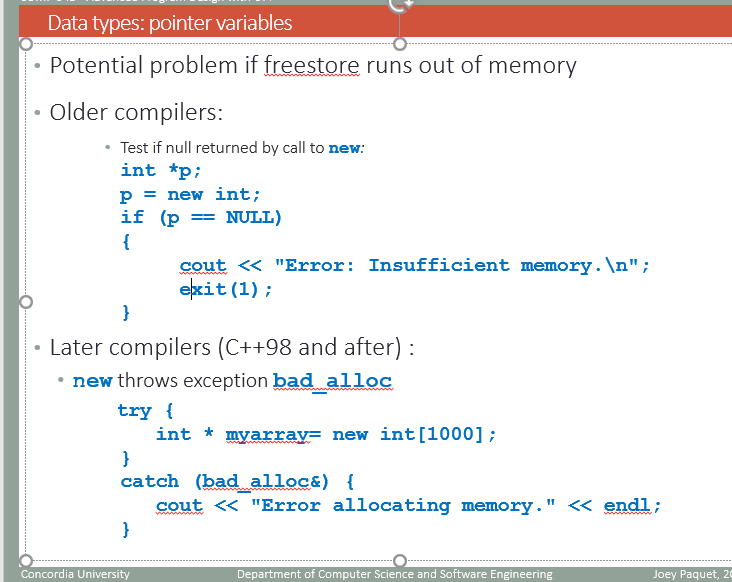 Data types: pointer variables
• Potential problem if freestore runs out of memory
• Older compilers:
• Test if null returned by call to new:
int *p;
p = new int;
if (p == NULL)
{
cout << "Error: Insufficient memory.\n";
exit(1);
}
• Later compilers (C++98 and after) :
• new throws exception bad_alloc
try {
int * myarray= new int[1000];
}
catch (bad_alloc&) {
cout << "Error allocating memory." << endl;
}
Concordia University
Department of Computer Science and Software Engineering
Joey Paquet,